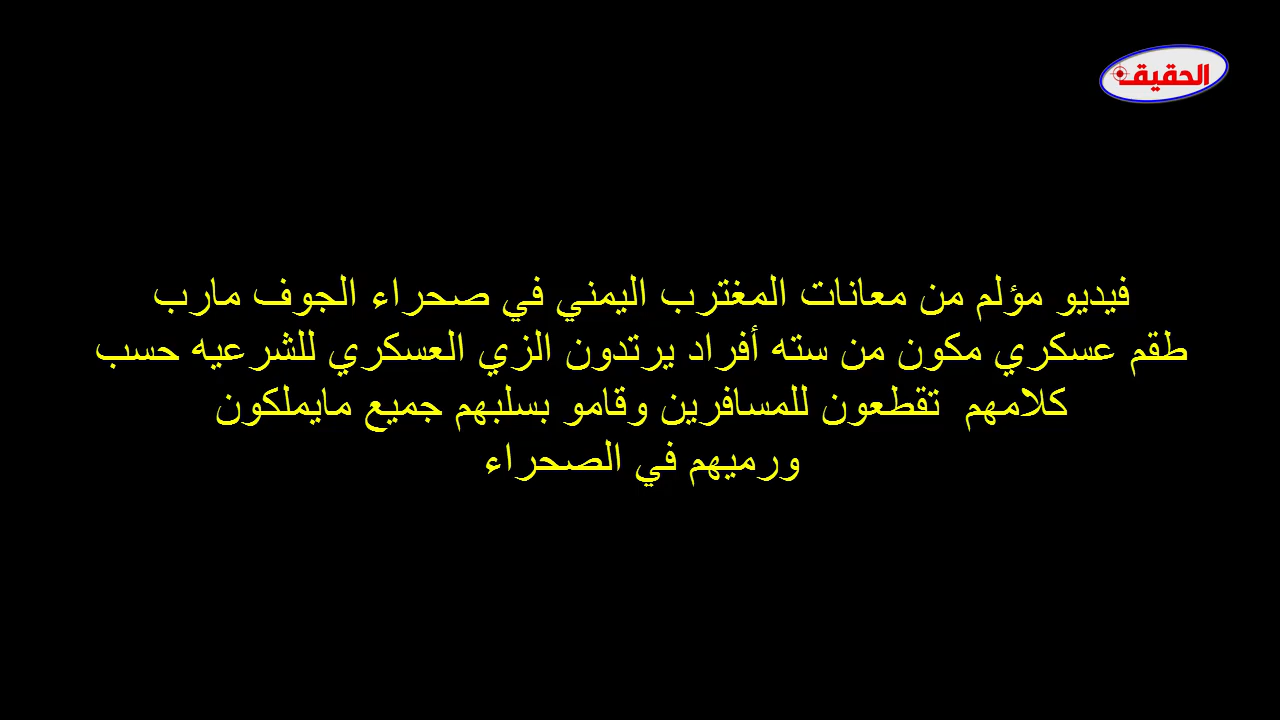 الحقيقة
فيديو مؤلم من معانات المغترب اليمني في صحراء الجوف مارب
طقم عسكري مكون من سته أفراد يرتدون الزي العسكري للشرعيه حسب
كلامهم تقطعون للمسافرين وقامو بسلبهم جميع مايملكون
ورميهم في الصحراء